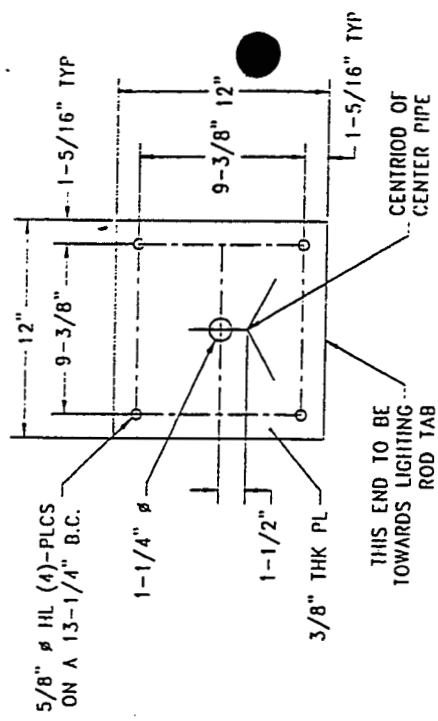 5/8" ø HL (4)-PLCS
ON A 13-1/4" B.C.
12"
9-3/8"
1-5/16" TYP
1-1/4" ø
9-3/8"
12"
1-1/2"
3/8" THK PL
1-5/16" TYP
THIS END TO BE
TOWARDS LIGHTING
ROD TAB
CENTRIOD OF
CENTER PIPE